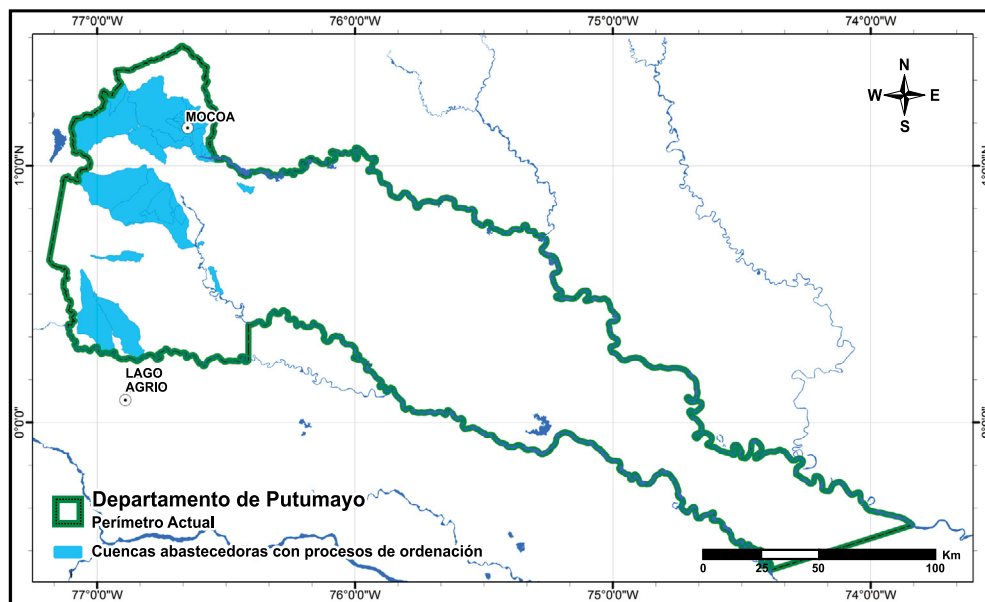 77°0'0"W 76°0'0"W 75°0'0"W 74°0'0"W
N
W E
S
MOCOA
1°0'0"N 1°0'0"N
LAGO
AGRIO
0°0'0" 0°0'0"
Departamento de Putumayo
Perímetro Actual
Cuencas abastecedoras con procesos de ordenación
Km
0 25 50 100
77°0'0"W 76°0'0"W 75°0'0"W 74°0'0"W